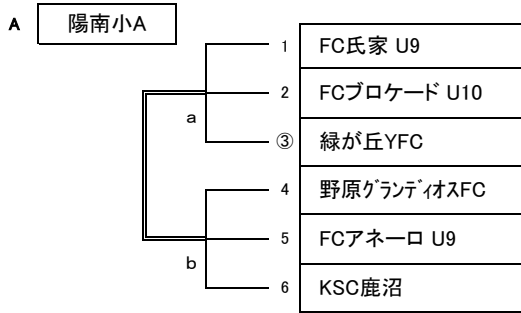 A 陽南小A
1 FC氏家 U9
2 FCブロケード U10
a
③ 緑が丘YFC
4 野原グランディオスFC
5 FCアネーロ U9
b
6 KSC鹿沼